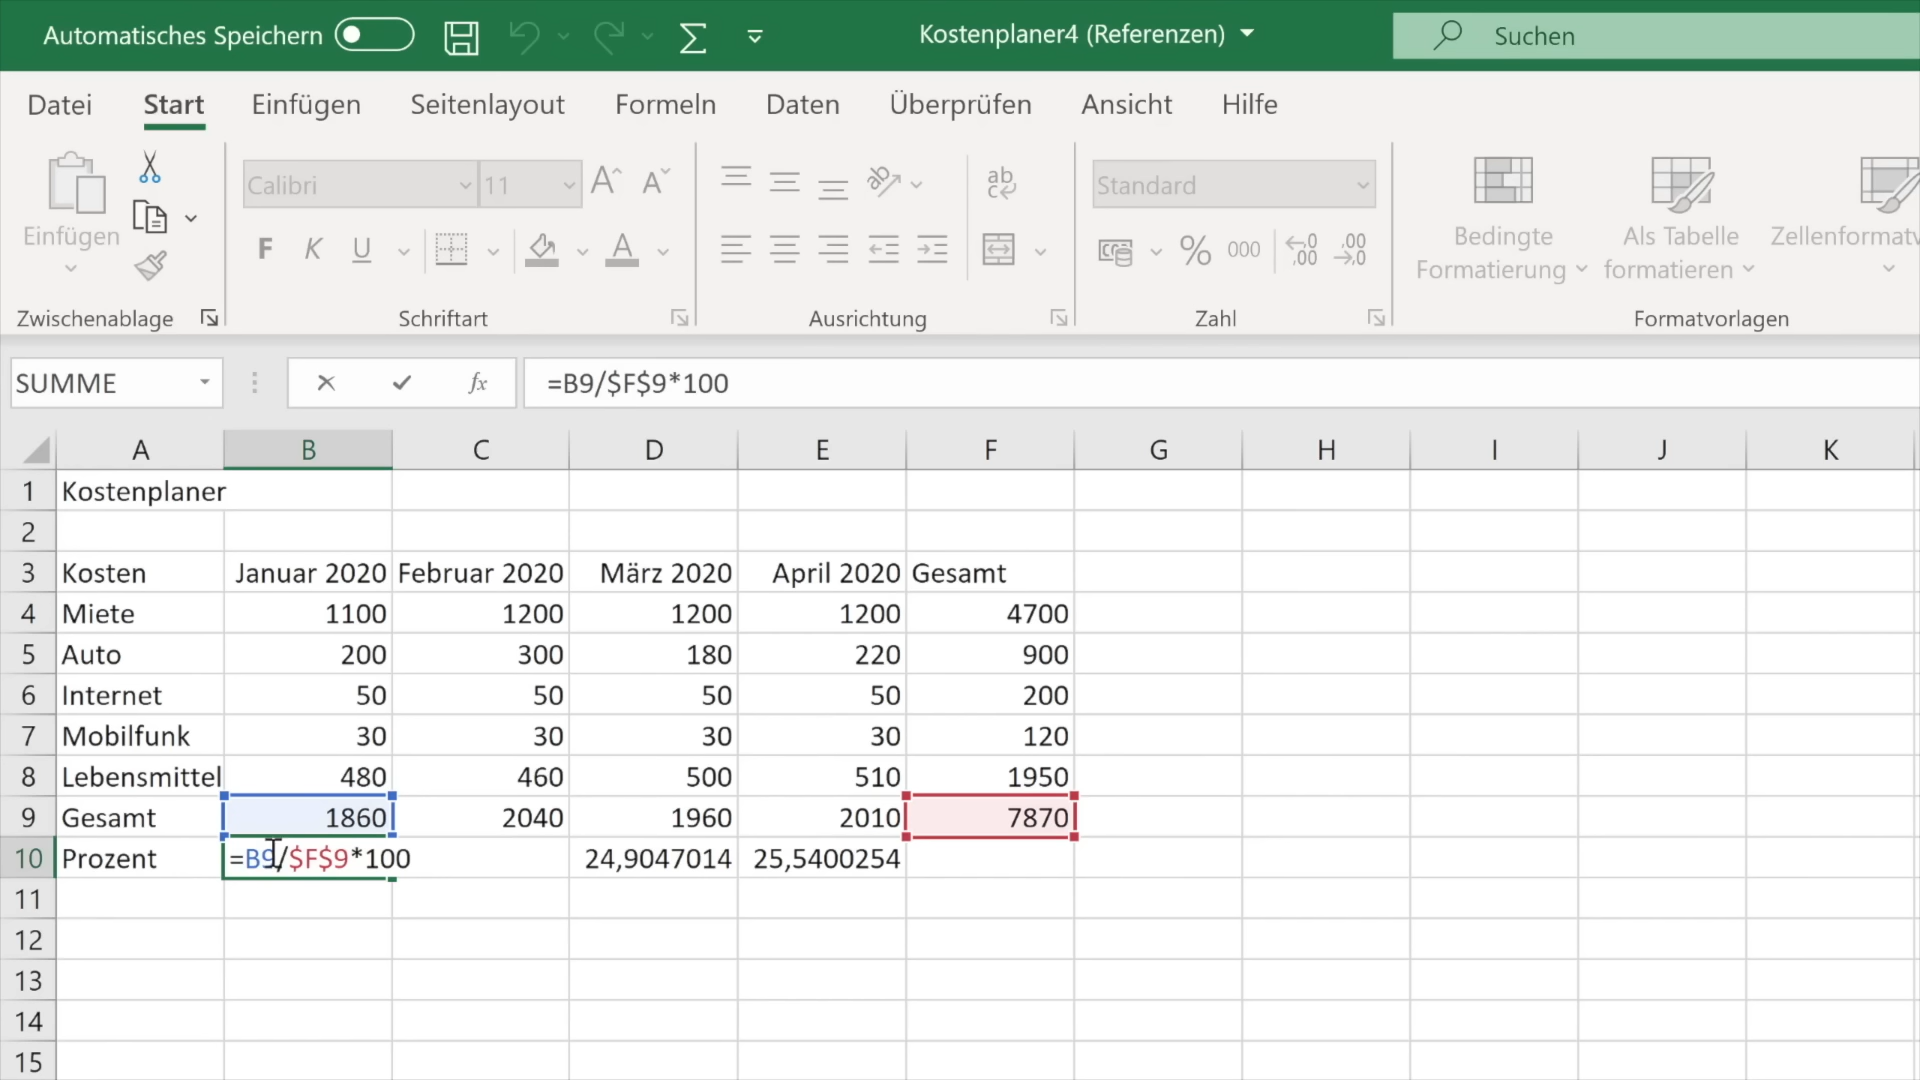 Automatisches Speichern Kostenplaner4 (Referenzen) Suchen
Datei Start Einfügen Seitenlayout Formeln Daten Überprüfen Ansicht Hilfe
Einfügen
Zwischenablage
Calibri 11
F K U A
Schriftart
ab
Ausrichtung
Standard
% 000
Zahl
Bedingte
Formatierung
Als Tabelle
formatieren
Formatvorlagen
SUMME fx =B9/$F$9*100
A B C D E F G H I J K
1 Kostenplaner
2
3 Kosten Januar 2020 Februar 2020 März 2020 April 2020 Gesamt
4 Miete 1100 1200 1200 1200 4700
5 Auto 200 300 180 220 900
6 Internet 50 50 50 50 200
7 Mobilfunk 30 30 30 30 120
8 Lebensmittel 480 460 500 510 1950
9 Gesamt 1860 2040 1960 2010 7870
10 Prozent =B9/$F$9*100 24,9047014 25,5400254
11
12
13
14
15